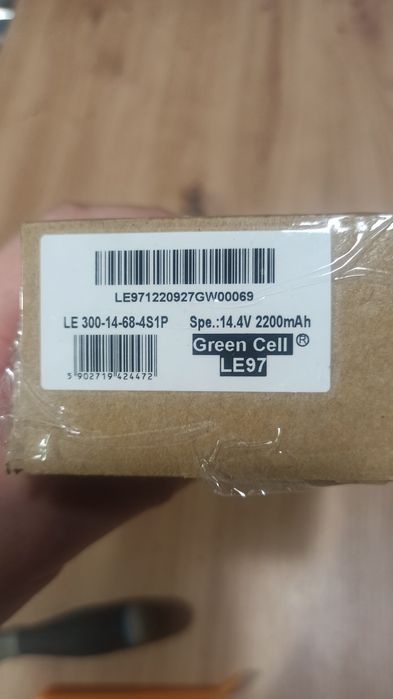 LE971220927GW00069
LE 300-14-68-4S1P Spe.:14.4V 2200mAh
Green Cell ®
LE97
5 902719 424472